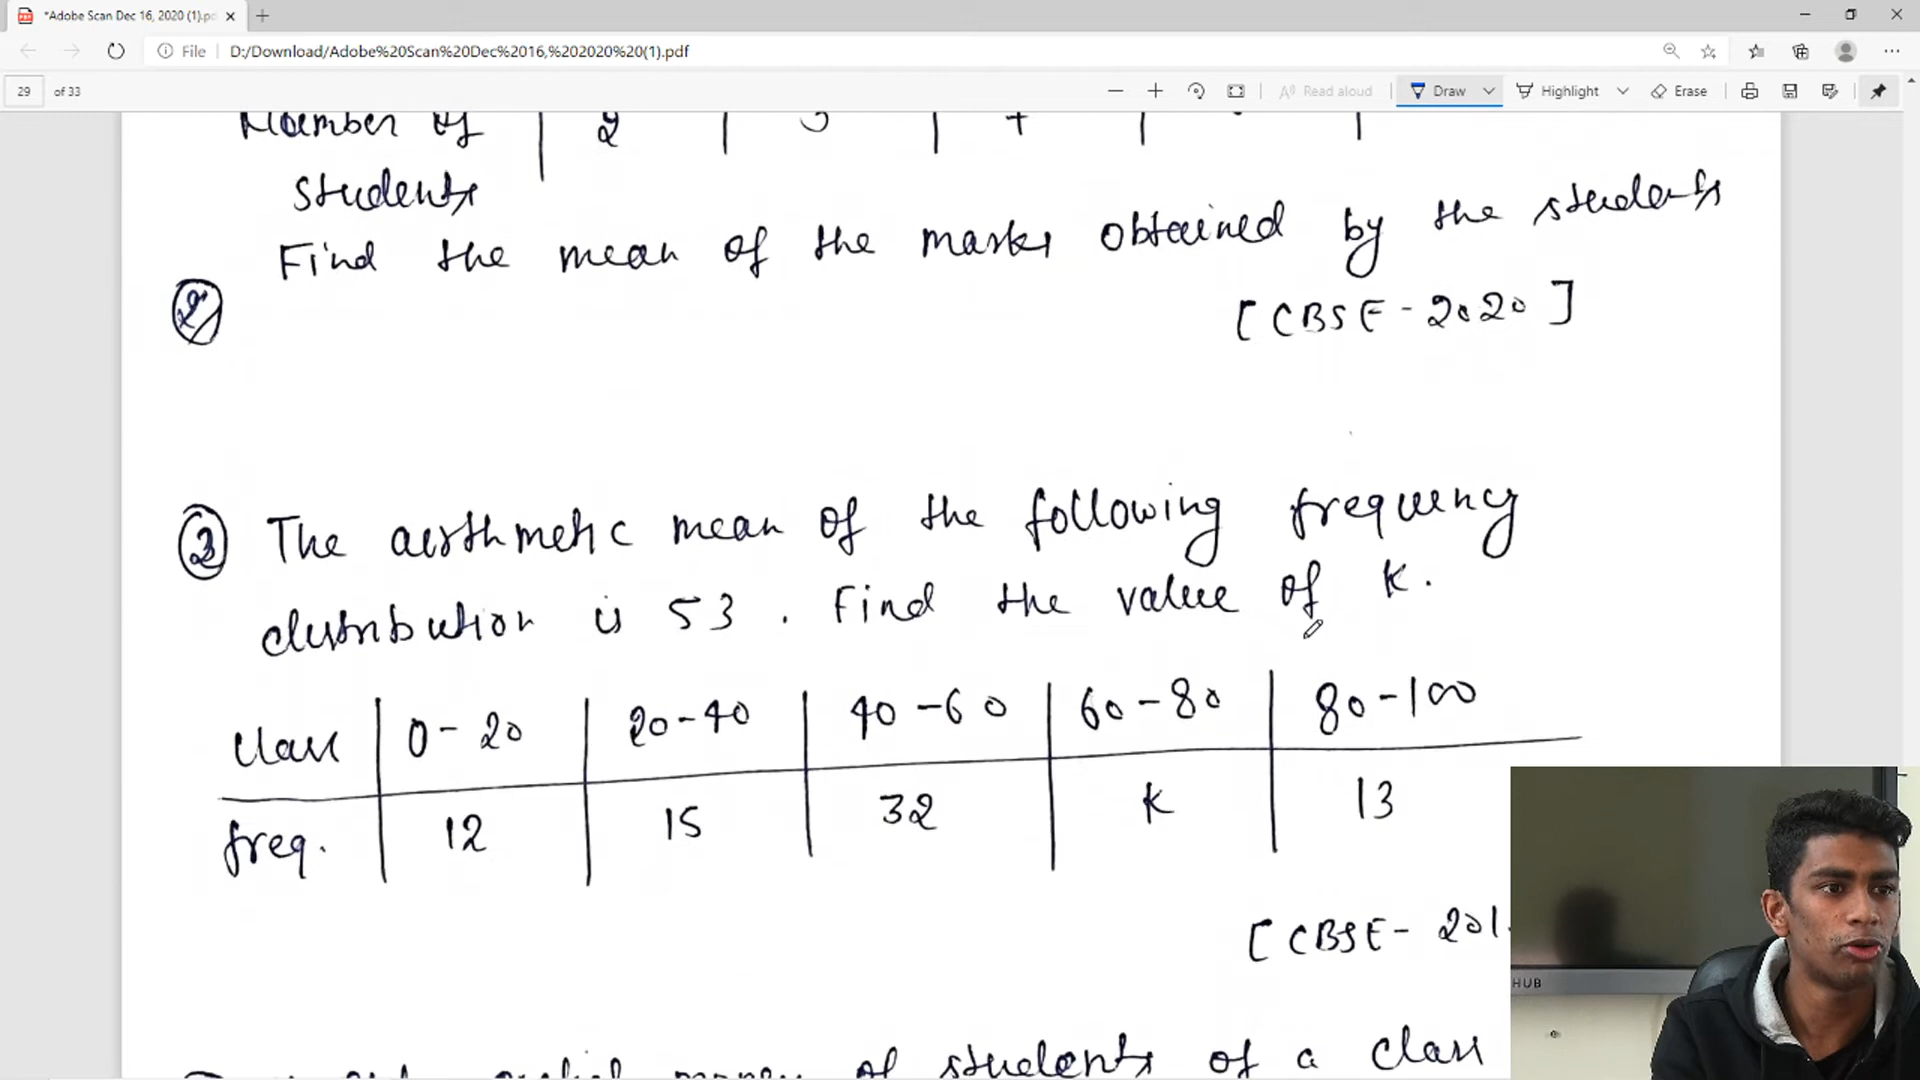 *Adobe Scan Dec 16, 2020 (1).pd
File D:/Download/Adobe%20Scan%20Dec%2016,%202020%20(1).pdf
29 of 33 Read aloud Draw Highlight Erase
Number of 2 3
students
Find the mean of the marks obtained by the students
2
[CBSE-2020]
3 The arithmetic mean of the following frequency
distribution is 53. Find the value of K.
Class 0-20 20-40 40-60 60-80 80-100
freq. 12 15 32 K 13
[CBSE- 201
HUB
money of students of a class